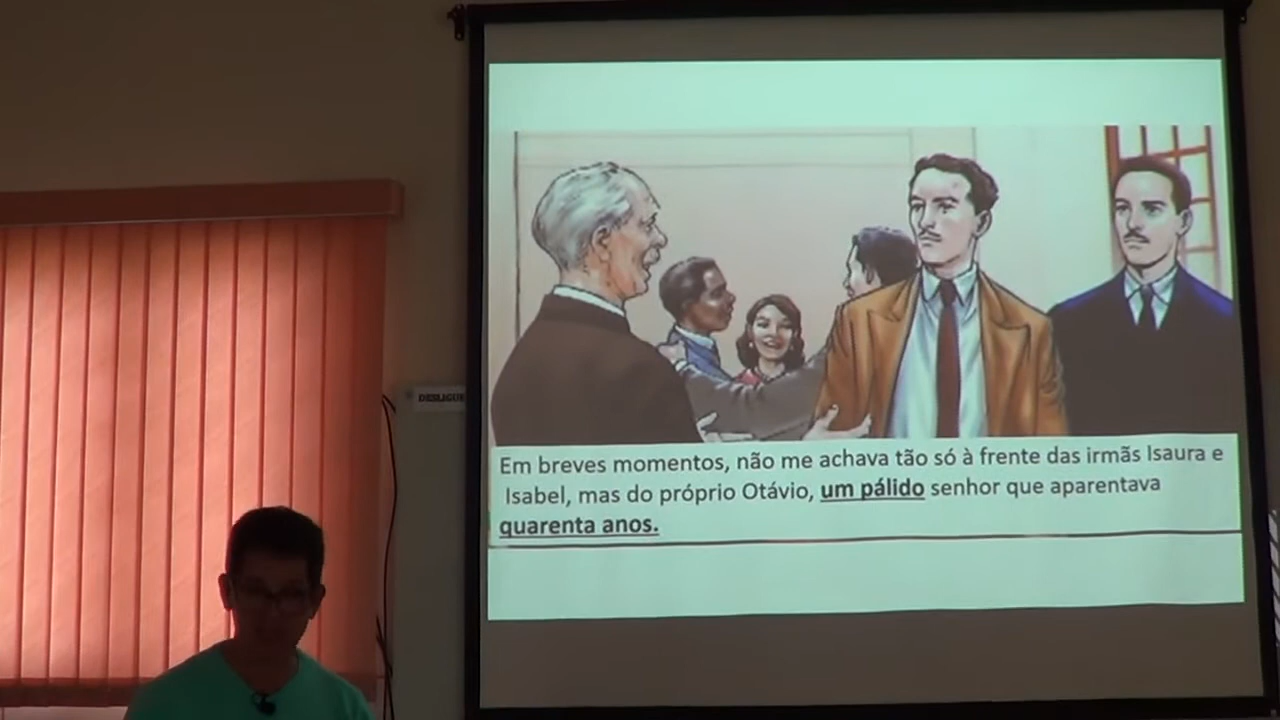 DESLIGUE
Em breves momentos, não me achava tão só à frente das irmãs Isaura e
Isabel, mas do próprio Otávio, um pálido senhor que aparentava
quarenta anos.